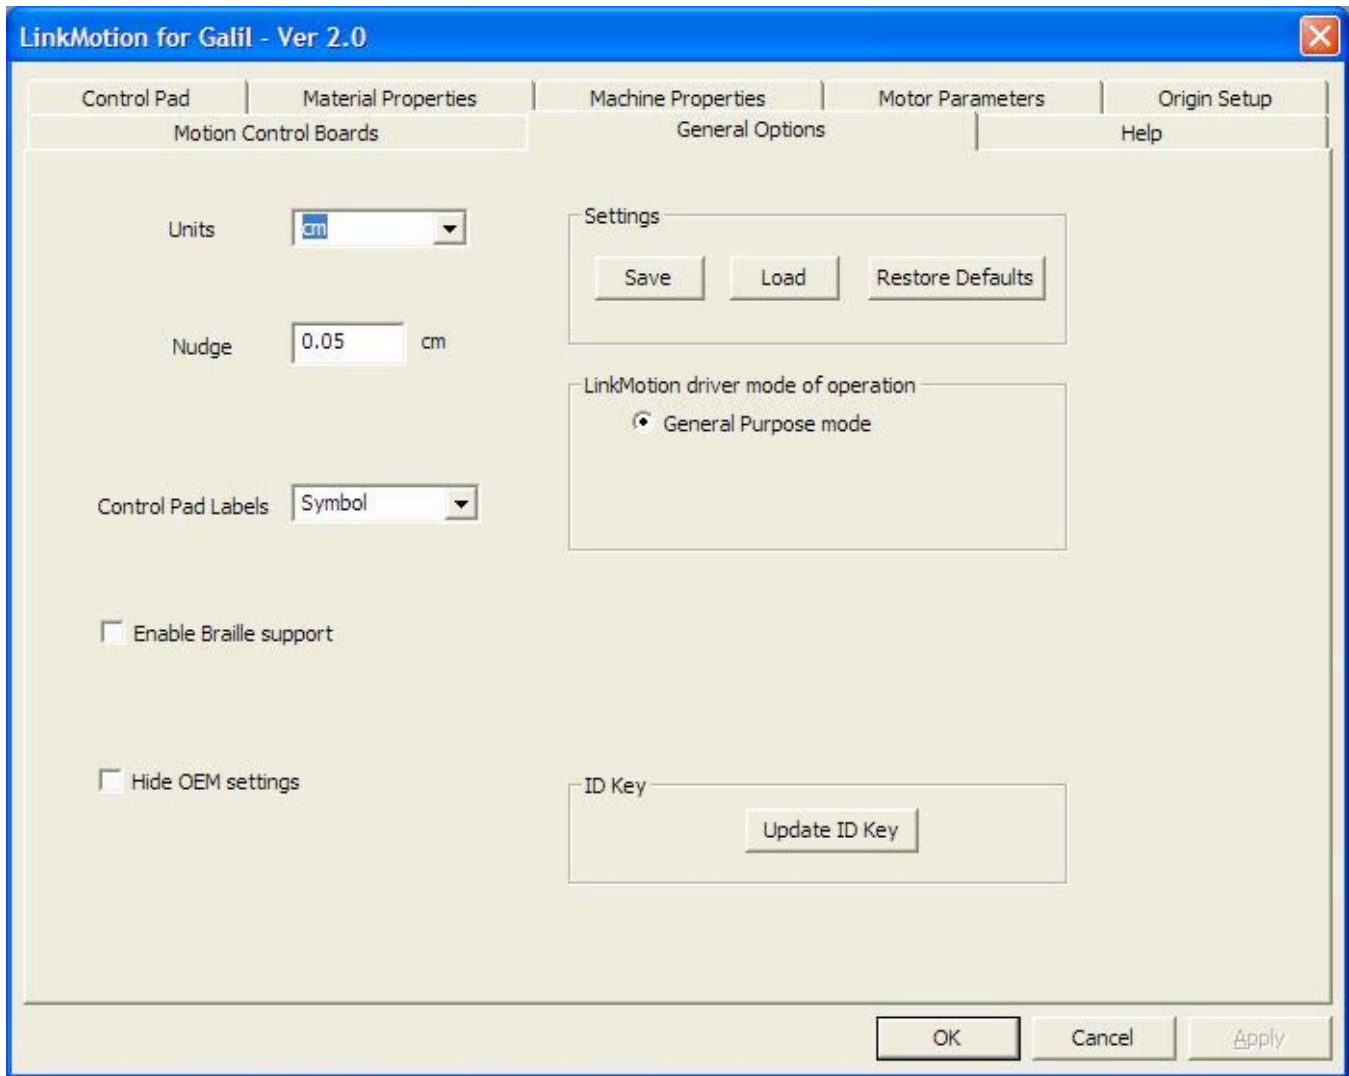 LinkMotion for Galil - Ver 2.0
Control Pad Material Properties Machine Properties Motor Parameters Origin Setup
Motion Control Boards General Options Help
Units cm
Settings
Save Load Restore Defaults
Nudge 0.05 cm
LinkMotion driver mode of operation
General Purpose mode
Control Pad Labels Symbol
Enable Braille support
Hide OEM settings
ID Key
Update ID Key
OK Cancel Apply